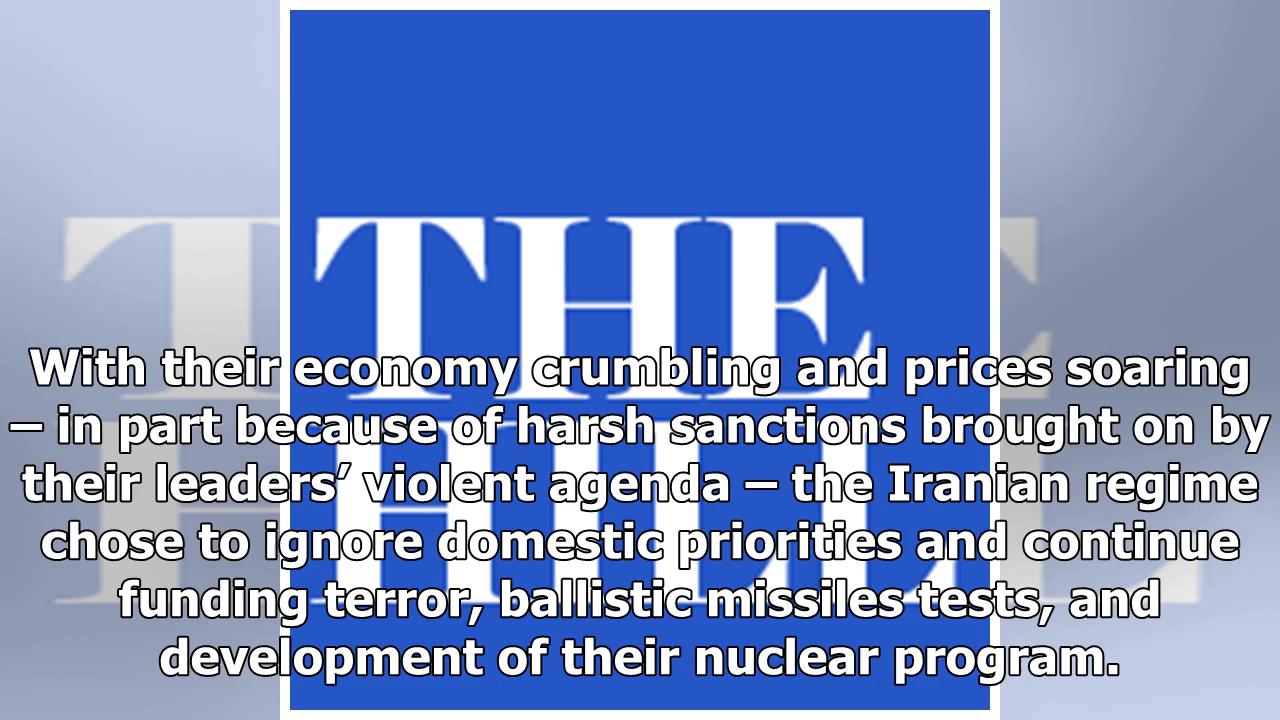 THE
HILL
With their economy crumbling and prices soaring
– in part because of harsh sanctions brought on by
their leaders’ violent agenda – the Iranian regime
chose to ignore domestic priorities and continue
funding terror, ballistic missiles tests, and
development of their nuclear program.